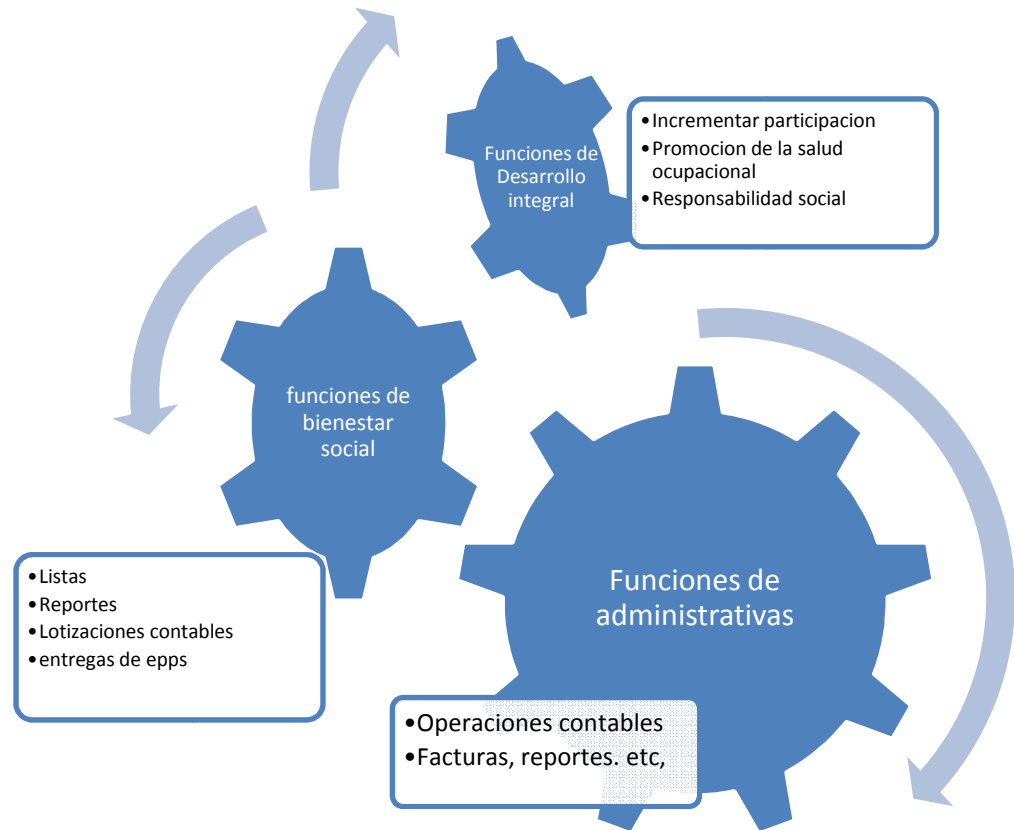 Funciones de
Desarrollo
integral
•Incrementar participacion
•Promocion de la salud
ocupacional
•Responsabilidad social
funciones de
bienestar
social
•Listas
•Reportes
•Lotizaciones contables
•entregas de epps
Funciones de
administrativas
•Operaciones contables
•Facturas, reportes. etc,